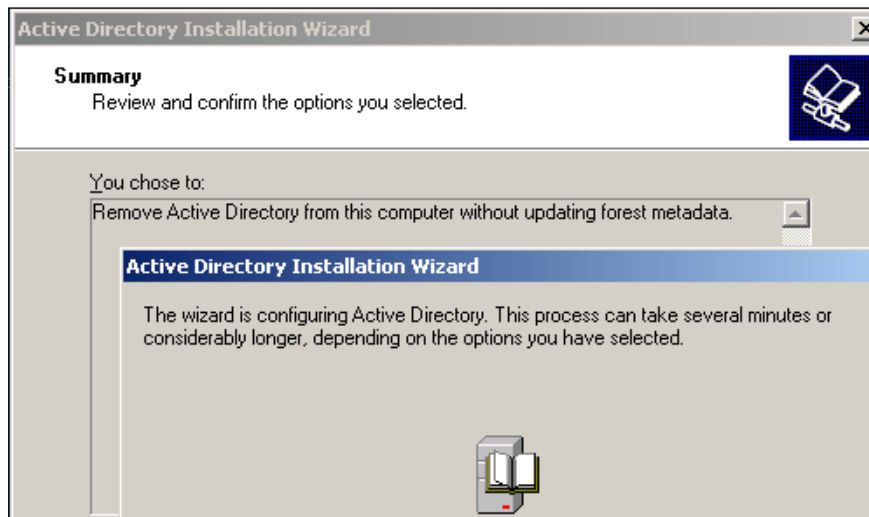 Active Directory Installation Wizard
Summary
Review and confirm the options you selected.
You chose to:
Remove Active Directory from this computer without updating forest metadata.
Active Directory Installation Wizard
The wizard is configuring Active Directory. This process can take several minutes or
considerably longer, depending on the options you have selected.